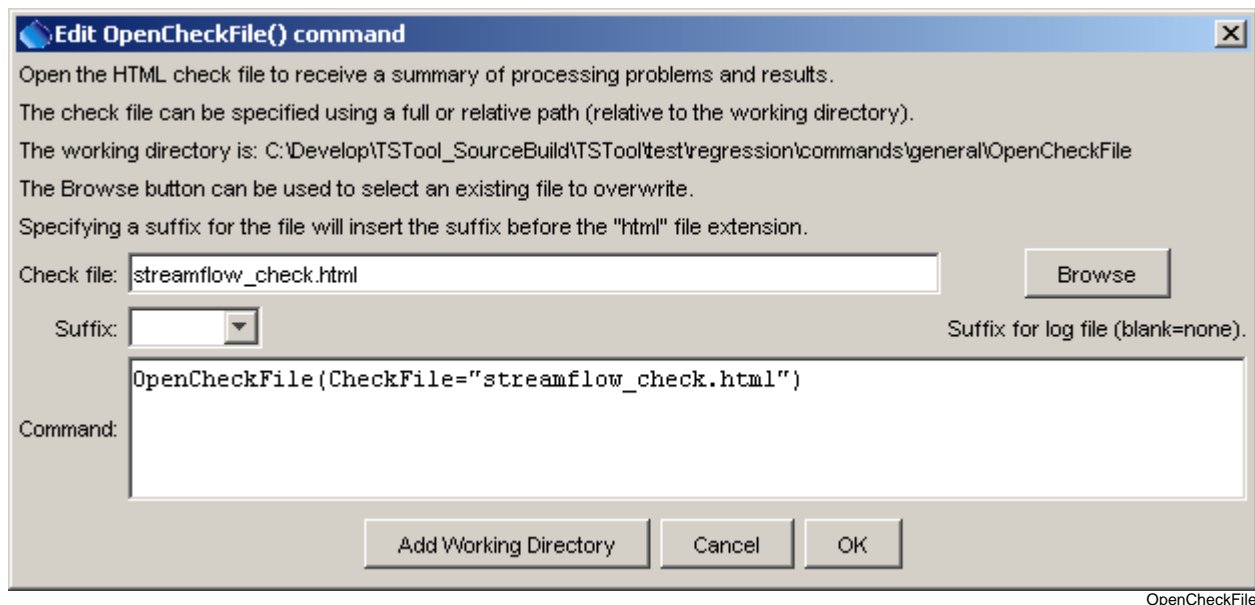 Edit OpenCheckFile() command
Open the HTML check file to receive a summary of processing problems and results.
The check file can be specified using a full or relative path (relative to the working directory).
The working directory is: C:\Develop\TSTool_SourceBuild\TSTool\test\regression\commands\general\OpenCheckFile
The Browse button can be used to select an existing file to overwrite.
Specifying a suffix for the file will insert the suffix before the "html" file extension.
Check file: streamflow_check.html Browse
Suffix: Suffix for log file (blank=none).
OpenCheckFile(CheckFile="streamflow_check.html")
Command:
Add Working Directory Cancel OK
OpenCheckFile